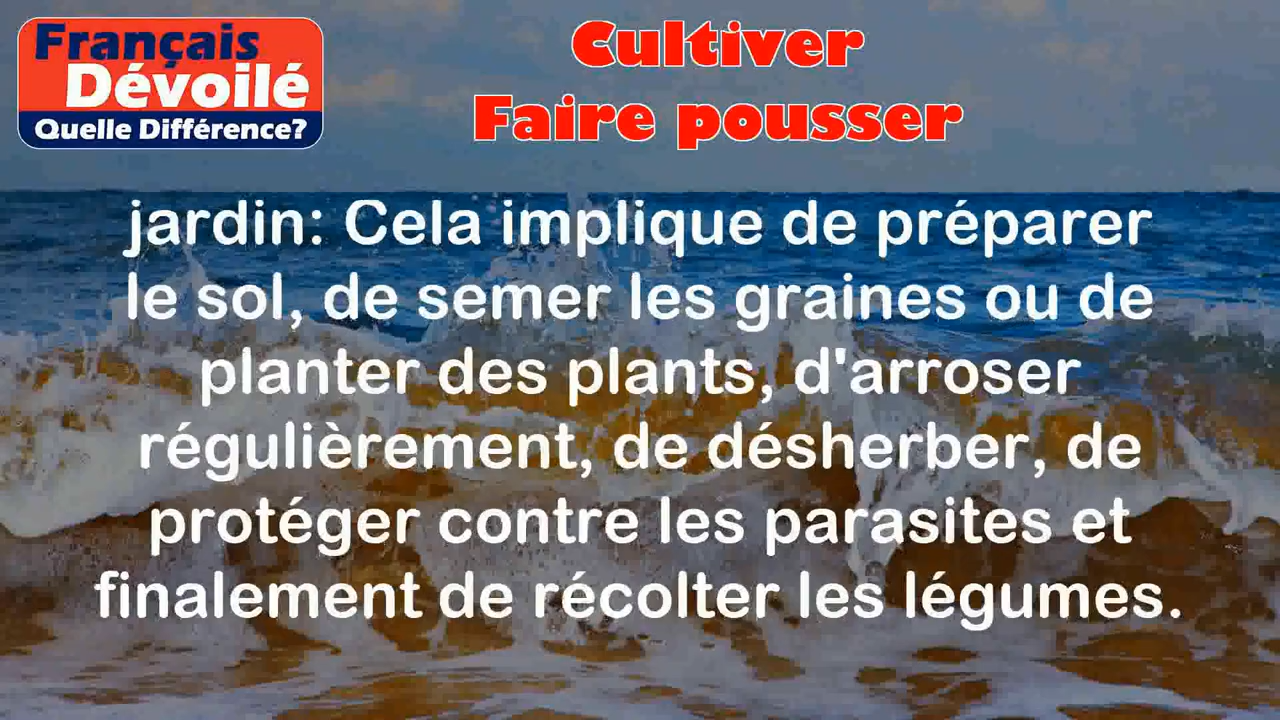 Français
Dévoilé
Quelle Différence?
Cultiver
Faire pousser
jardin: Cela implique de préparer
le sol, de semer les graines ou de
planter des plants, d'arroser
régulièrement, de désherber, de
protéger contre les parasites et
finalement de récolter les légumes.